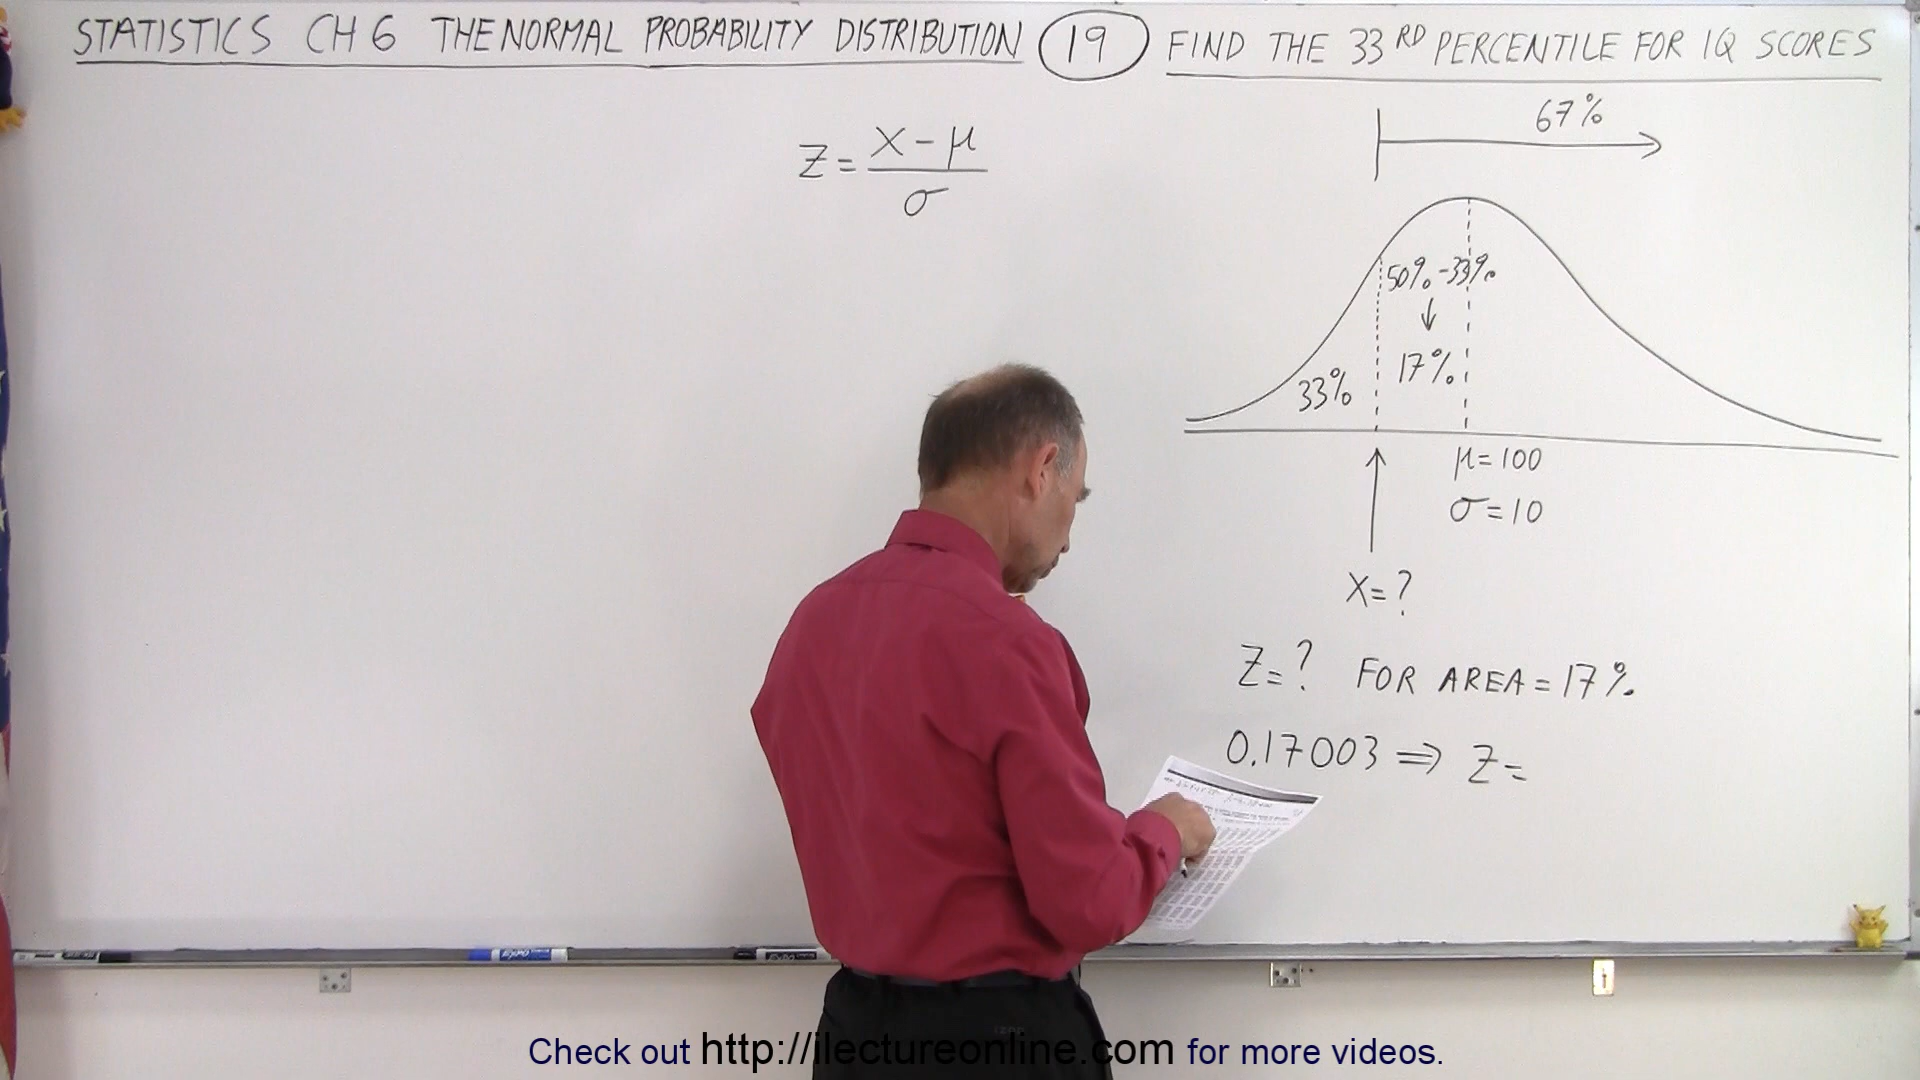 STATISTICS CH 6 THE NORMAL PROBABILITY DISTRIBUTION 19 FIND THE 33RD PERCENTILE FOR IQ SCORES
67%
Z = X - μ / σ
50% - 33%
↓
17%
33%
μ = 100
σ = 10
X = ?
Z = ? FOR AREA = 17%
0.17003 ⇒ Z =
Check out http://ilectureonline.com for more videos.